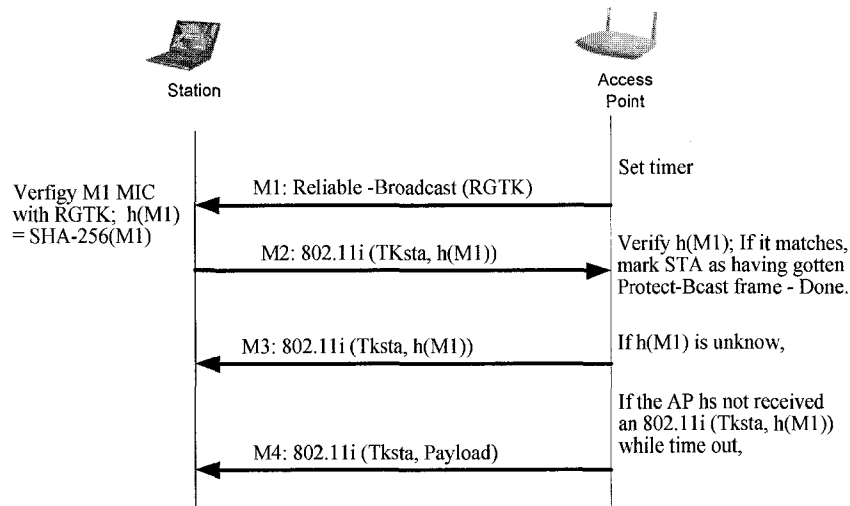 Station
Access
Point
Set timer
M1: Reliable -Broadcast (RGTK)
Verfigy M1 MIC
with RGTK; h(M1)
= SHA-256(M1)
M2: 802.11i (TKsta, h(M1))
Verify h(M1); If it matches,
mark STA as having gotten
Protect-Bcast frame - Done.
M3: 802.11i (Tksta, h(M1))
If h(M1) is unknow,
If the AP hs not received
an 802.11i (Tksta, h(M1))
while time out,
M4: 802.11i (Tksta, Payload)